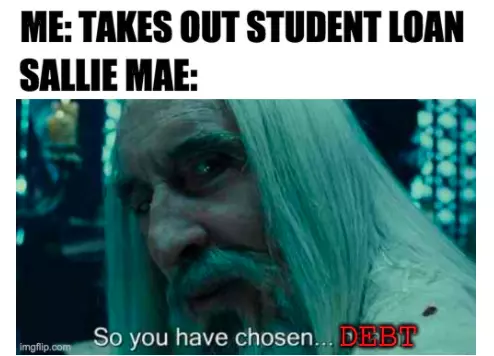 ME: TAKES OUT STUDENT LOAN
SALLIE MAE:
So you have chosen... DEBT
imgflip.com